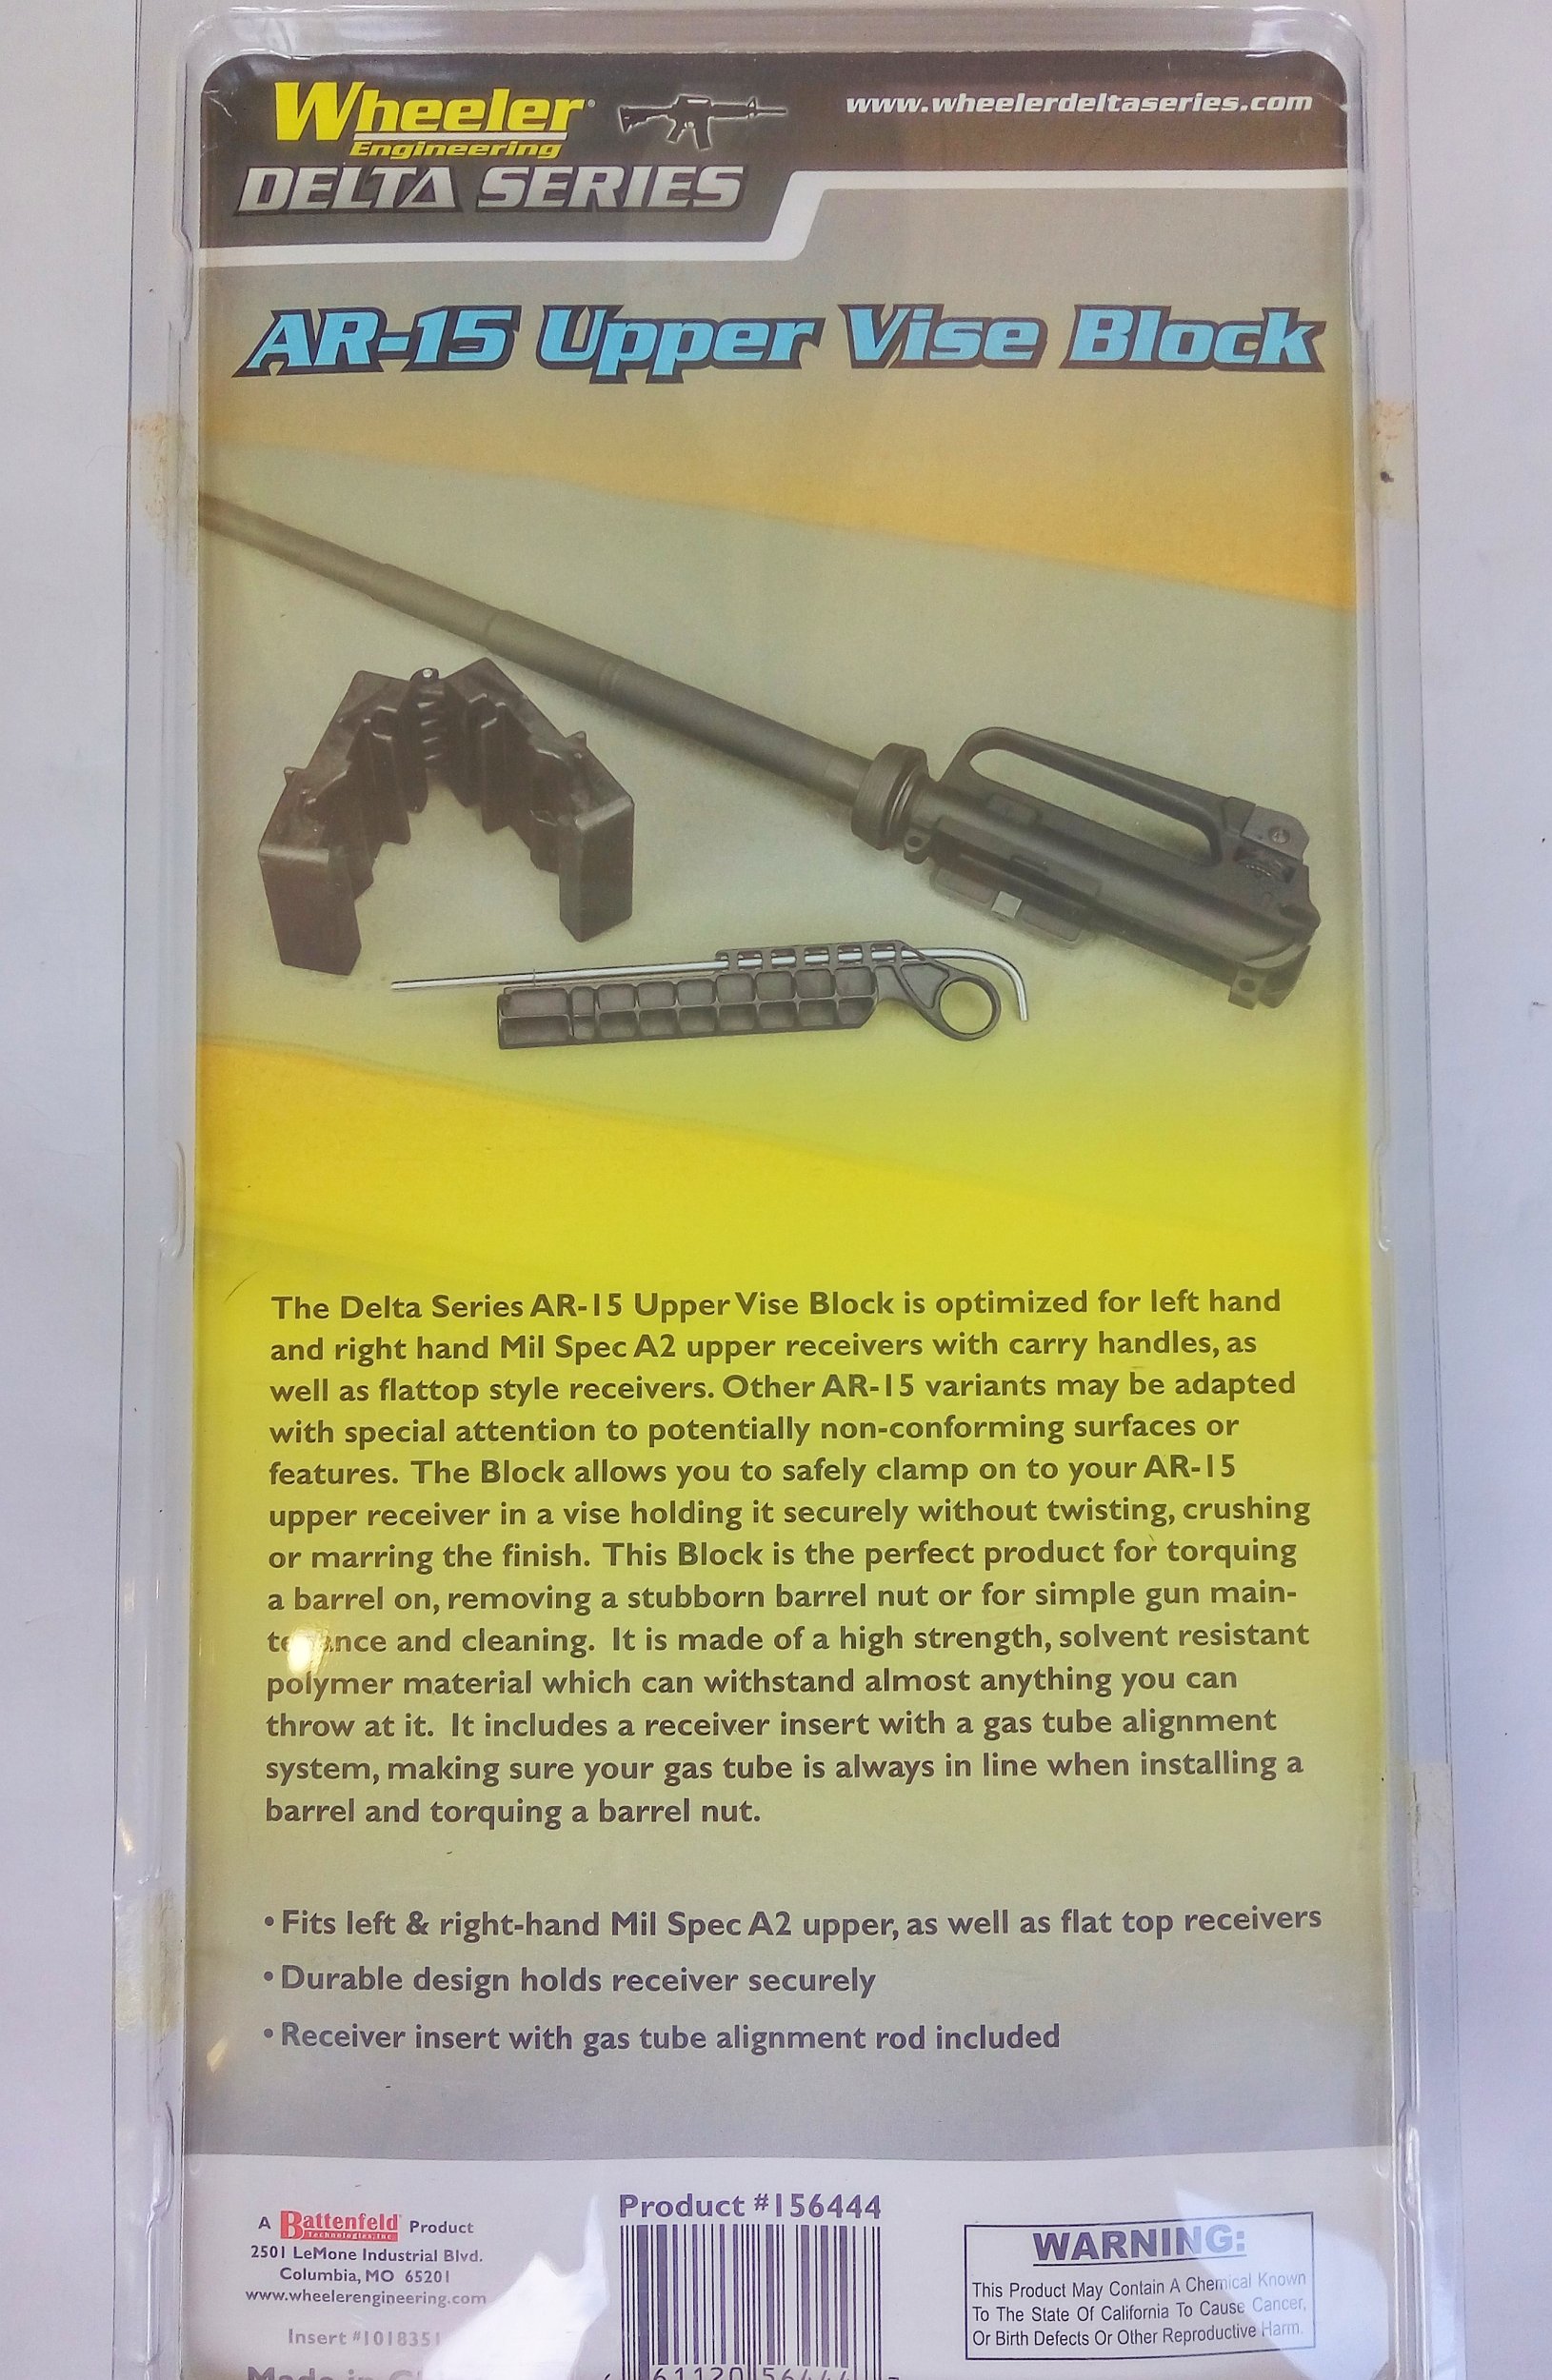 Wheeler®
Engineering
DELTA SERIES
www.wheelerdeltaseries.com
AR-15 Upper Vise Block
The Delta Series AR-15 Upper Vise Block is optimized for left hand
and right hand Mil Spec A2 upper receivers with carry handles, as
well as flattop style receivers. Other AR-15 variants may be adapted
with special attention to potentially non-conforming surfaces or
features. The Block allows you to safely clamp on to your AR-15
upper receiver in a vise holding it securely without twisting, crushing
or marring the finish. This Block is the perfect product for torquing
a barrel on, removing a stubborn barrel nut or for simple gun main-
tenance and cleaning. It is made of a high strength, solvent resistant
polymer material which can withstand almost anything you can
throw at it. It includes a receiver insert with a gas tube alignment
system, making sure your gas tube is always in line when installing a
barrel and torquing a barrel nut.
• Fits left & right-hand Mil Spec A2 upper, as well as flat top receivers
• Durable design holds receiver securely
• Receiver insert with gas tube alignment rod included
A Battenfeld Product
Technologies, Inc.
2501 LeMone Industrial Blvd.
Columbia, MO 65201
www.wheelerengineering.com
Insert #1018351
Made in
Product #156444
61120 56444
WARNING:
This Product May Contain A Chemical Known
To The State Of California To Cause Cancer,
Or Birth Defects Or Other Reproductive Harm.